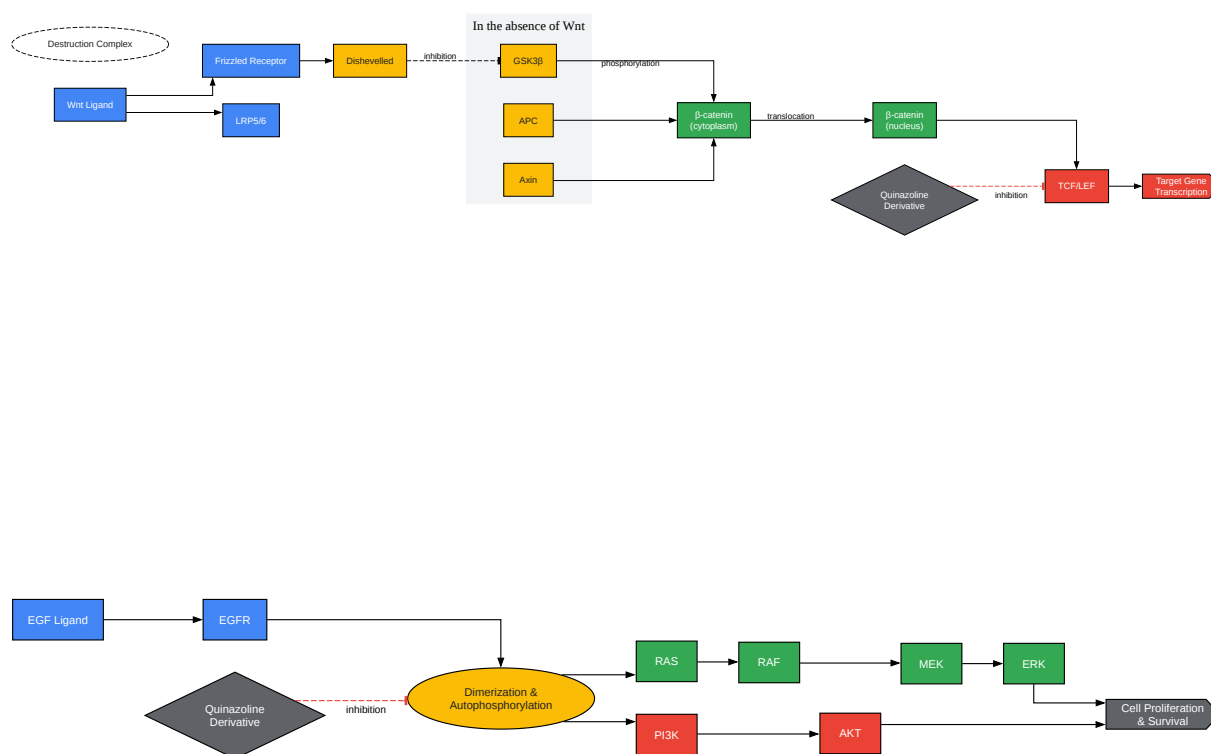 In the absence of Wnt
Destruction Complex
Frizzled Receptor
Dishevelled
inhibition
GSK3β
phosphorylation
Wnt Ligand
LRP5/6
APC
β-catenin
(cytoplasm)
translocation
β-catenin
(nucleus)
Axin
Quinazoline
Derivative
inhibition
TCF/LEF
Target Gene
Transcription
EGF Ligand
EGFR
Quinazoline
Derivative
inhibition
Dimerization &
Autophosphorylation
RAS
RAF
MEK
ERK
PI3K
AKT
Cell Proliferation
& Survival